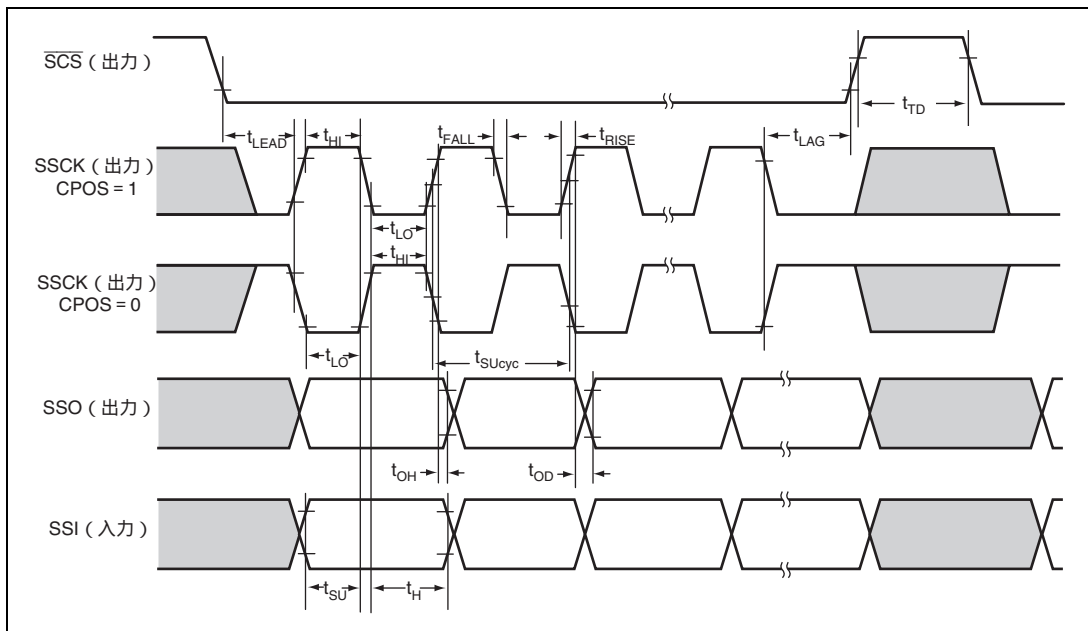 SCS（出力）
tTD
tLEAD
tHI
tFALL
tRISE
tLAG
SSCK（出力）
CPOS = 1
tLO
tHI
SSCK（出力）
CPOS = 0
tLO
tSUcyc
SSO（出力）
tOH
tOD
SSI（入力）
tSU
tH